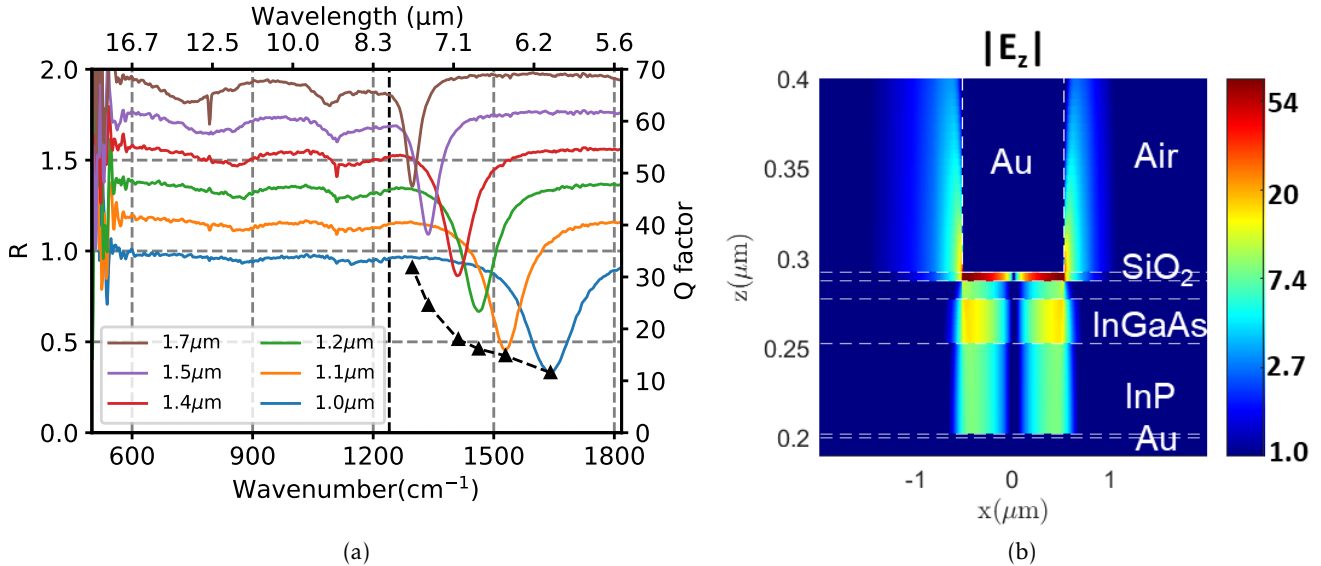 Wavelength (μm)
16.7 12.5 10.0 8.3 7.1 6.2 5.6
2.0
1.5
1.0
0.5
0.0
R
70
60
50
40
30
20
10
0
Q factor
1.7μm 1.2μm
1.5μm 1.1μm
1.4μm 1.0μm
600 900 1200 1500 1800
Wavenumber(cm⁻¹)
(a)
|E_z|
0.4
0.35
0.3
0.25
0.2
z(μm)
Au
Air
SiO₂
InGaAs
InP
Au
54
20
7.4
2.7
1.0
-1 0 1
x(μm)
(b)